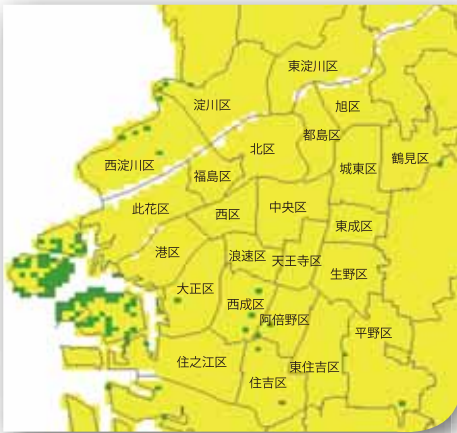 東淀川区
淀川区
旭区
都島区
北区
鶴見区
城東区
西淀川区
福島区
中央区
此花区
西区
東成区
港区
浪速区
天王寺区
生野区
大正区
西成区
阿倍野区
平野区
住之江区
東住吉区
住吉区